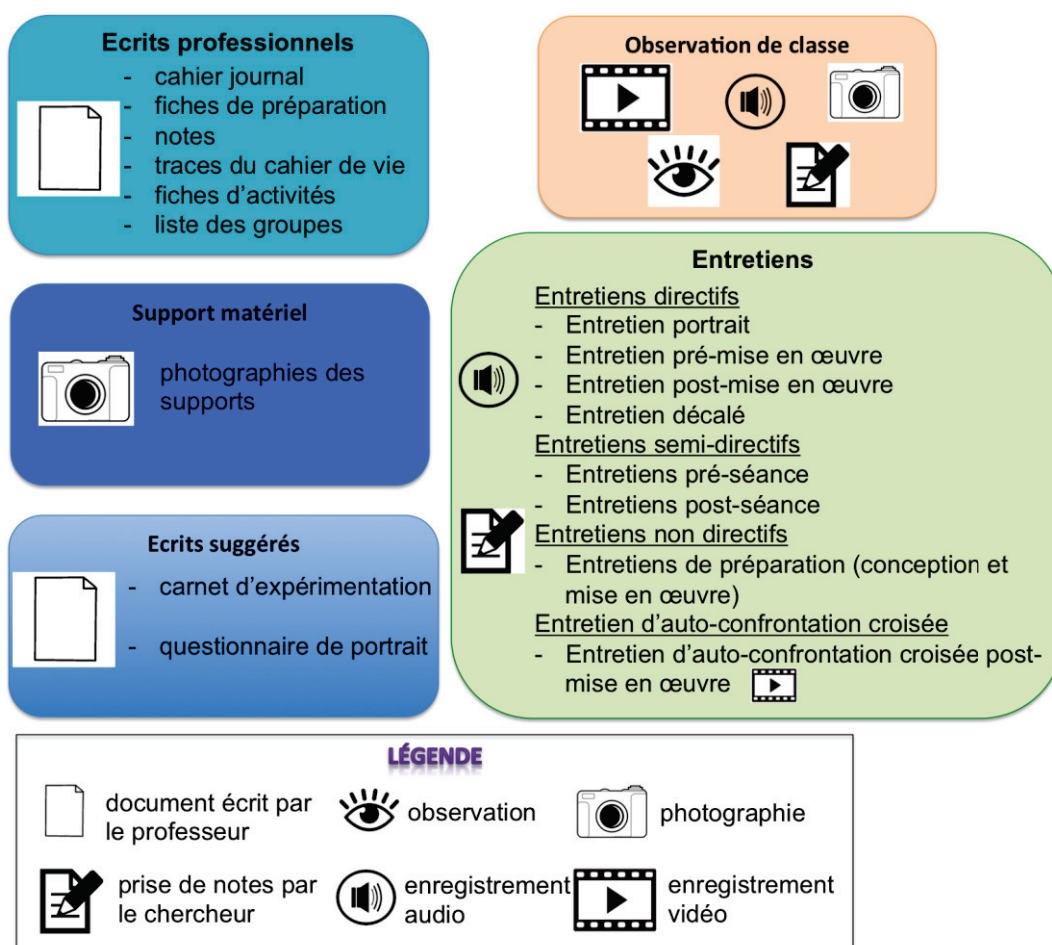 Ecrits professionnels
- cahier journal
- fiches de préparation
- notes
- traces du cahier de vie
- fiches d'activités
- liste des groupes
Observation de classe
Support matériel
photographies des
supports
Entretiens
Entretiens directifs
- Entretien portrait
- Entretien pré-mise en œuvre
- Entretien post-mise en œuvre
- Entretien décalé
Entretiens semi-directifs
- Entretiens pré-séance
- Entretiens post-séance
Entretiens non directifs
- Entretiens de préparation (conception et
mise en œuvre)
Entretien d'auto-confrontation croisée
- Entretien d'auto-confrontation croisée post-
mise en œuvre
Ecrits suggérés
- carnet d'expérimentation
- questionnaire de portrait
LÉGENDE
document écrit par
le professeur
observation
photographie
prise de notes par
le chercheur
enregistrement
audio
enregistrement
vidéo